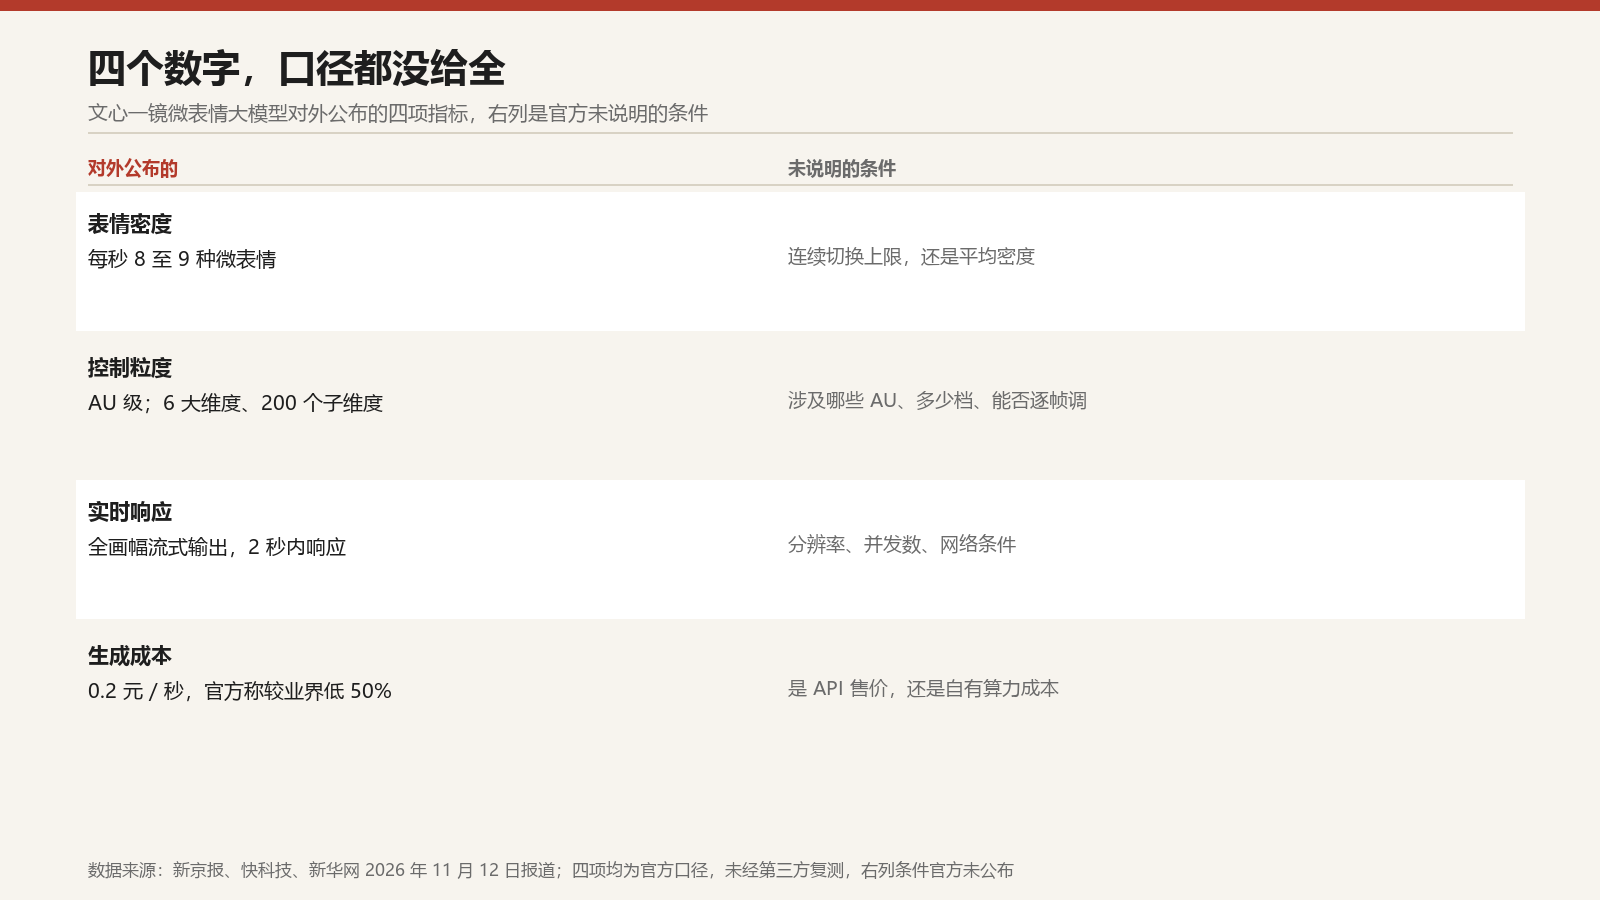 四个数字，口径都没给全
文心一镜微表情大模型对外公布的四项指标，右列是官方未说明的条件
对外公布的
未说明的条件
表情密度
每秒 8 至 9 种微表情
连续切换上限，还是平均密度
控制粒度
AU 级；6 大维度、200 个子维度
涉及哪些 AU、多少档、能否逐帧调
实时响应
全画幅流式输出，2 秒内响应
分辨率、并发数、网络条件
生成成本
0.2 元 / 秒，官方称较业界低 50%
是 API 售价，还是自有算力成本
数据来源：新京报、快科技、新华网 2026 年 11 月 12 日报道；四项均为官方口径，未经第三方复测，右列条件官方未公布